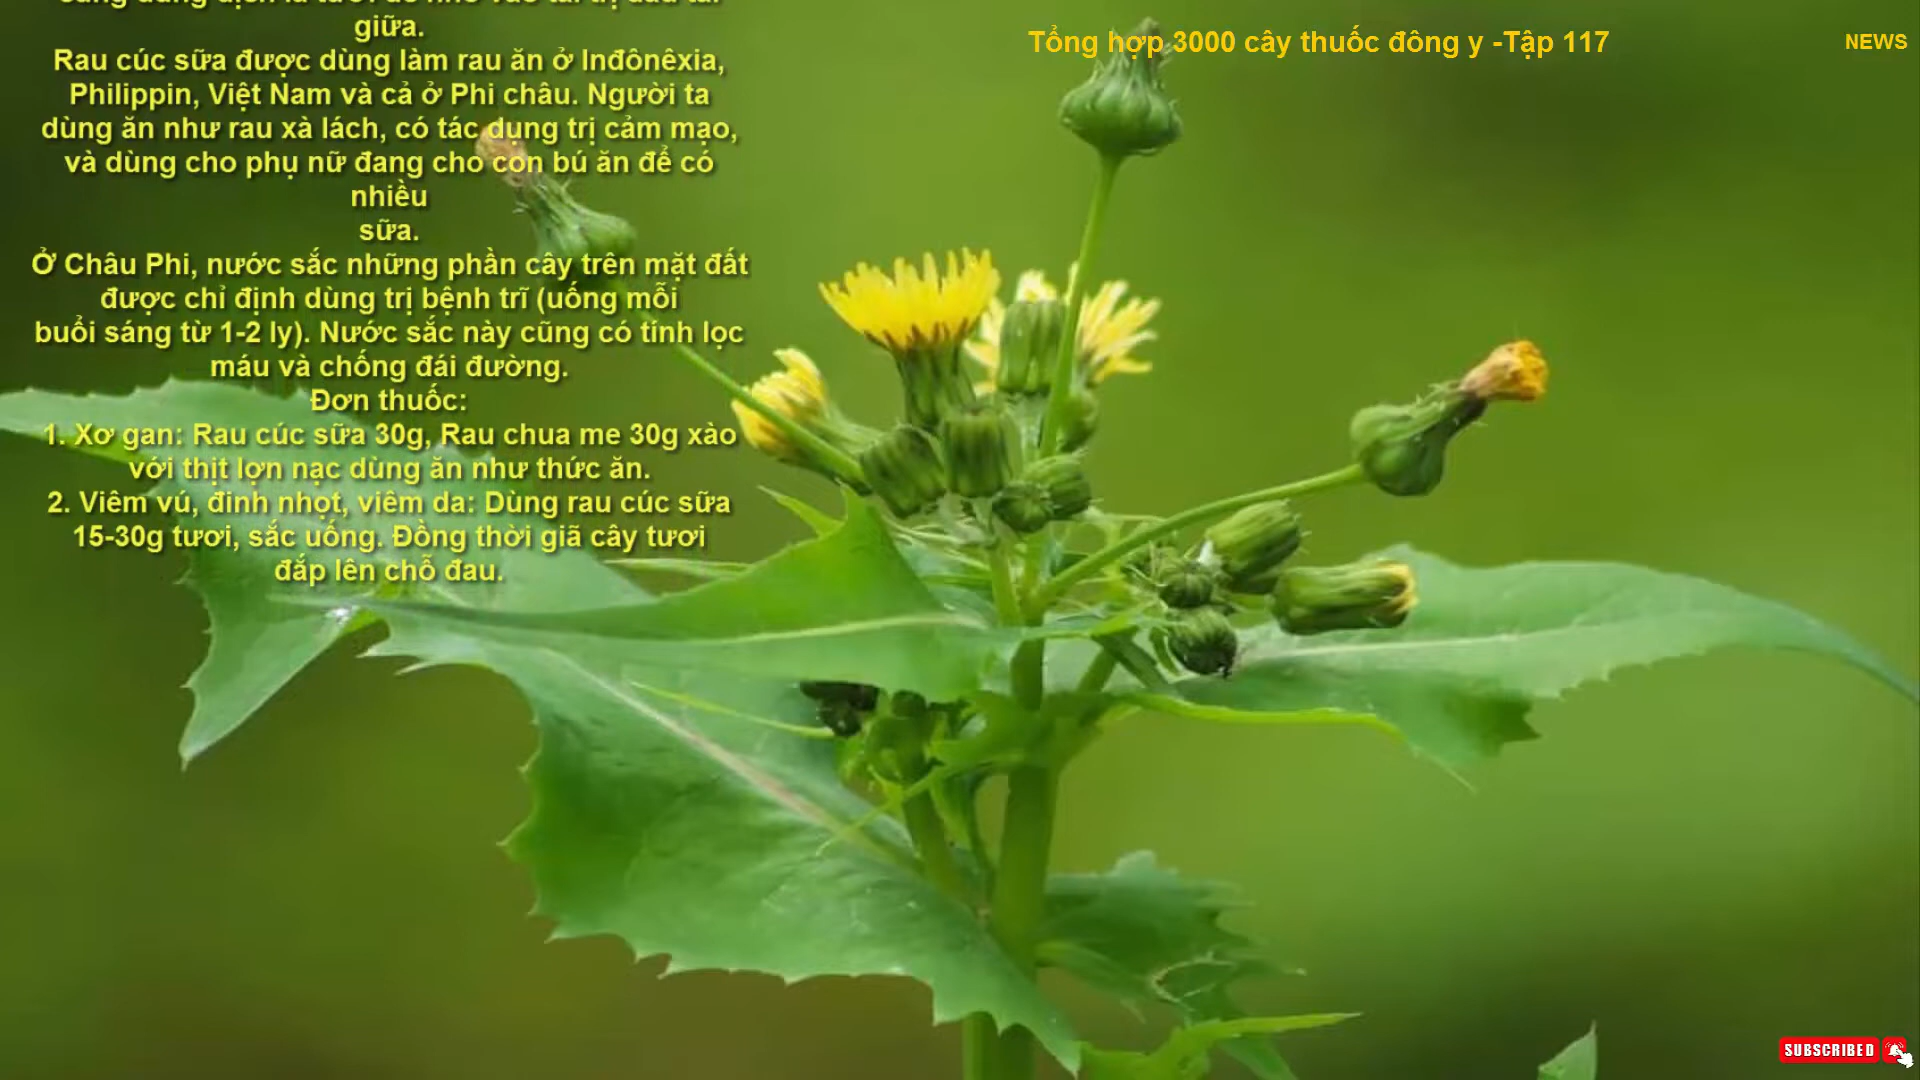 giữa.
Rau cúc sữa được dùng làm rau ăn ở Inđônêxia,
Philippin, Việt Nam và cả ở Phi châu. Người ta
dùng ăn như rau xà lách, có tác dụng trị cảm mạo,
và dùng cho phụ nữ đang cho con bú ăn để có
nhiều
sữa.
Ở Châu Phi, nước sắc những phần cây trên mặt đất
được chỉ định dùng trị bệnh trĩ (uống mỗi
buổi sáng từ 1-2 ly). Nước sắc này cũng có tính lọc
máu và chống đái đường.
Đơn thuốc:
1. Xơ gan: Rau cúc sữa 30g, Rau chua me 30g xào
với thịt lợn nạc dùng ăn như thức ăn.
2. Viêm vú, đinh nhọt, viêm da: Dùng rau cúc sữa
15-30g tươi, sắc uống. Đồng thời giã cây tươi
đắp lên chỗ đau.
Tổng hợp 3000 cây thuốc đông y -Tập 117
NEWS
SUBSCRIBED